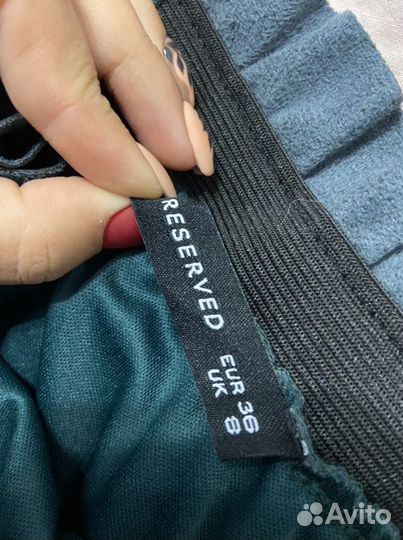 RESERVED
EUR 36
UK 8
Avito